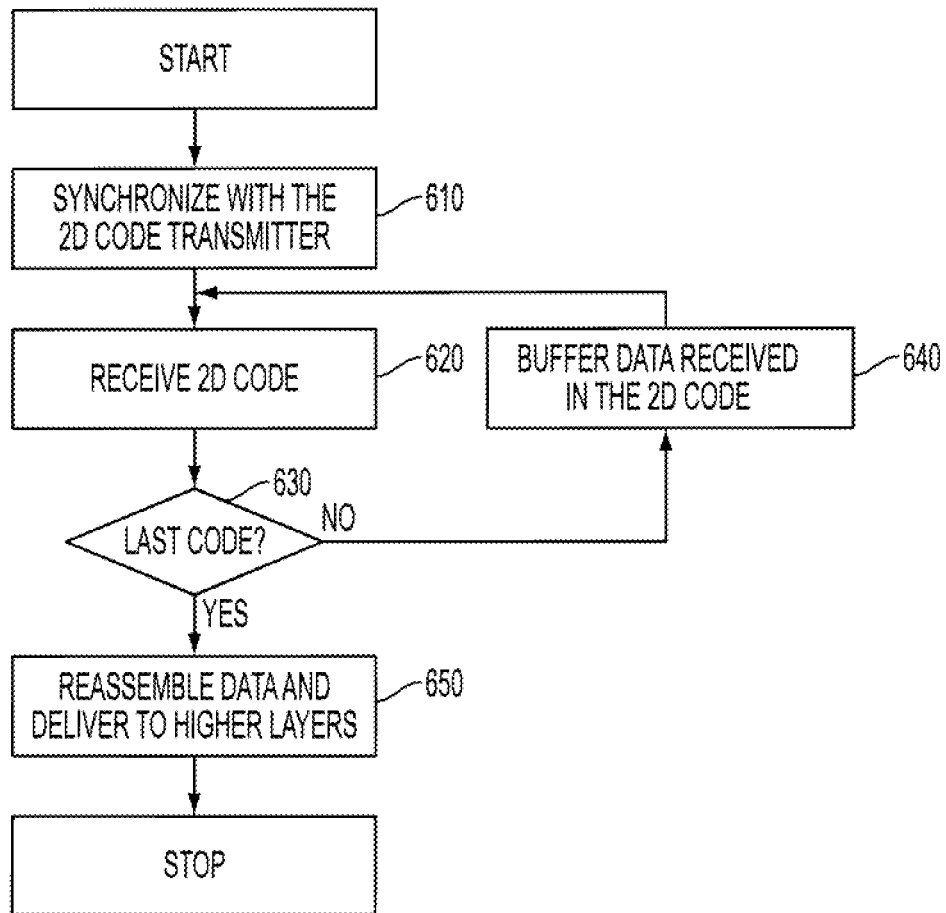 START
SYNCHRONIZE WITH THE
2D CODE TRANSMITTER
610
RECEIVE 2D CODE
620
BUFFER DATA RECEIVED
IN THE 2D CODE
640
630
LAST CODE?
NO
YES
REASSEMBLE DATA AND
DELIVER TO HIGHER LAYERS
650
STOP